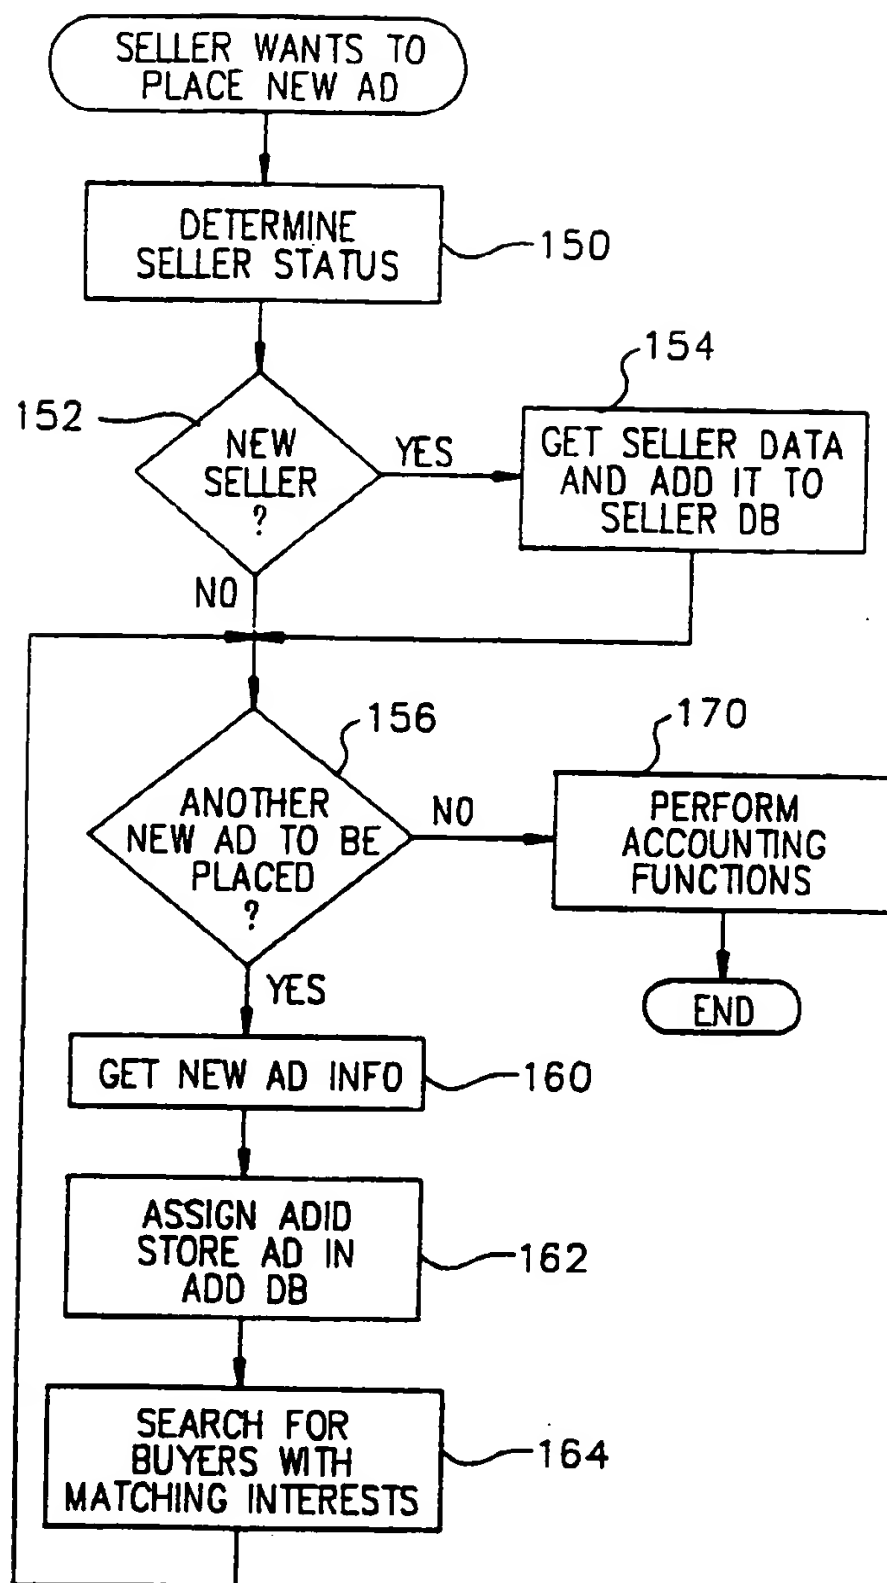 SELLER WANTS TO
PLACE NEW AD
DETERMINE
SELLER STATUS
150
152
NEW
SELLER
?
YES
154
GET SELLER DATA
AND ADD IT TO
SELLER DB
NO
156
ANOTHER
NEW AD TO BE
PLACED
?
NO
170
PERFORM
ACCOUNTING
FUNCTIONS
END
YES
GET NEW AD INFO
160
ASSIGN ADID
STORE AD IN
ADD DB
162
SEARCH FOR
BUYERS WITH
MATCHING INTERESTS
164